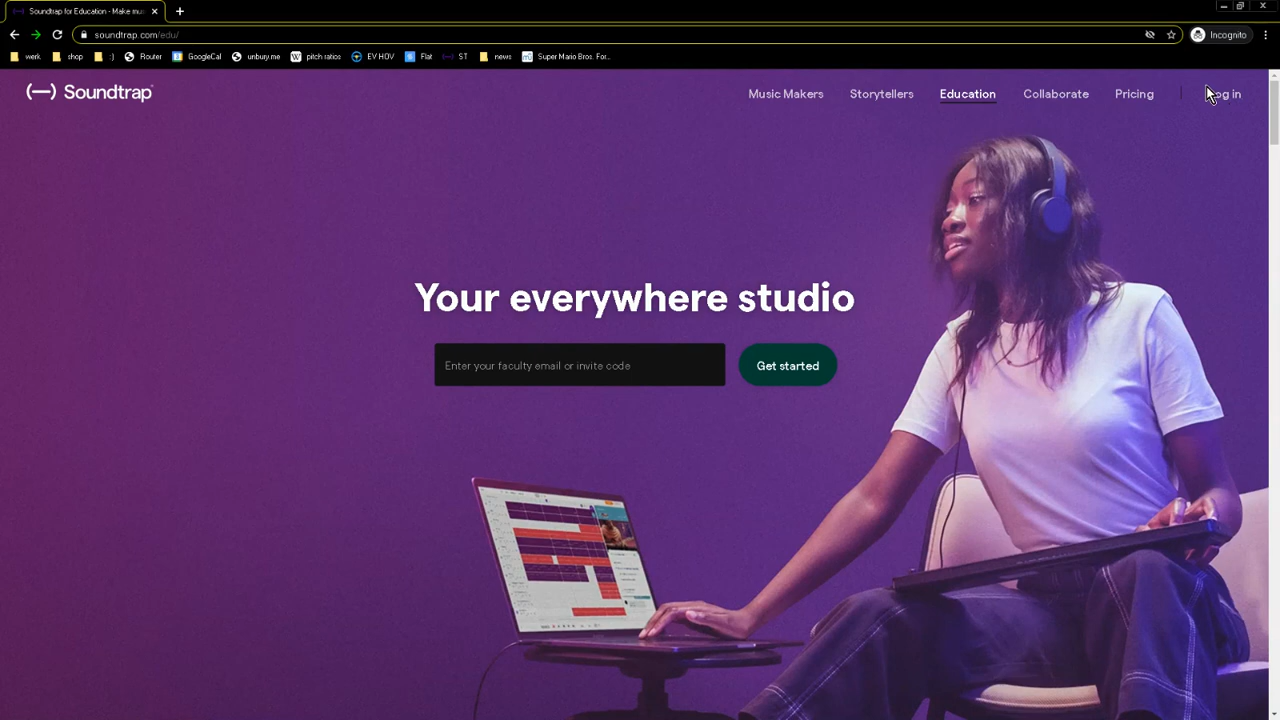 Soundtrap for Education - Make mu
soundtrap.com/edu/
Incognito
werk shop :) Router GoogleCal unbury.me pitch ratios EV HOV Flat ST news Super Mario Bros. For...
Soundtrap
Music Makers Storytellers Education Collaborate Pricing Log in
Your everywhere studio
Enter your faculty email or invite code
Get started